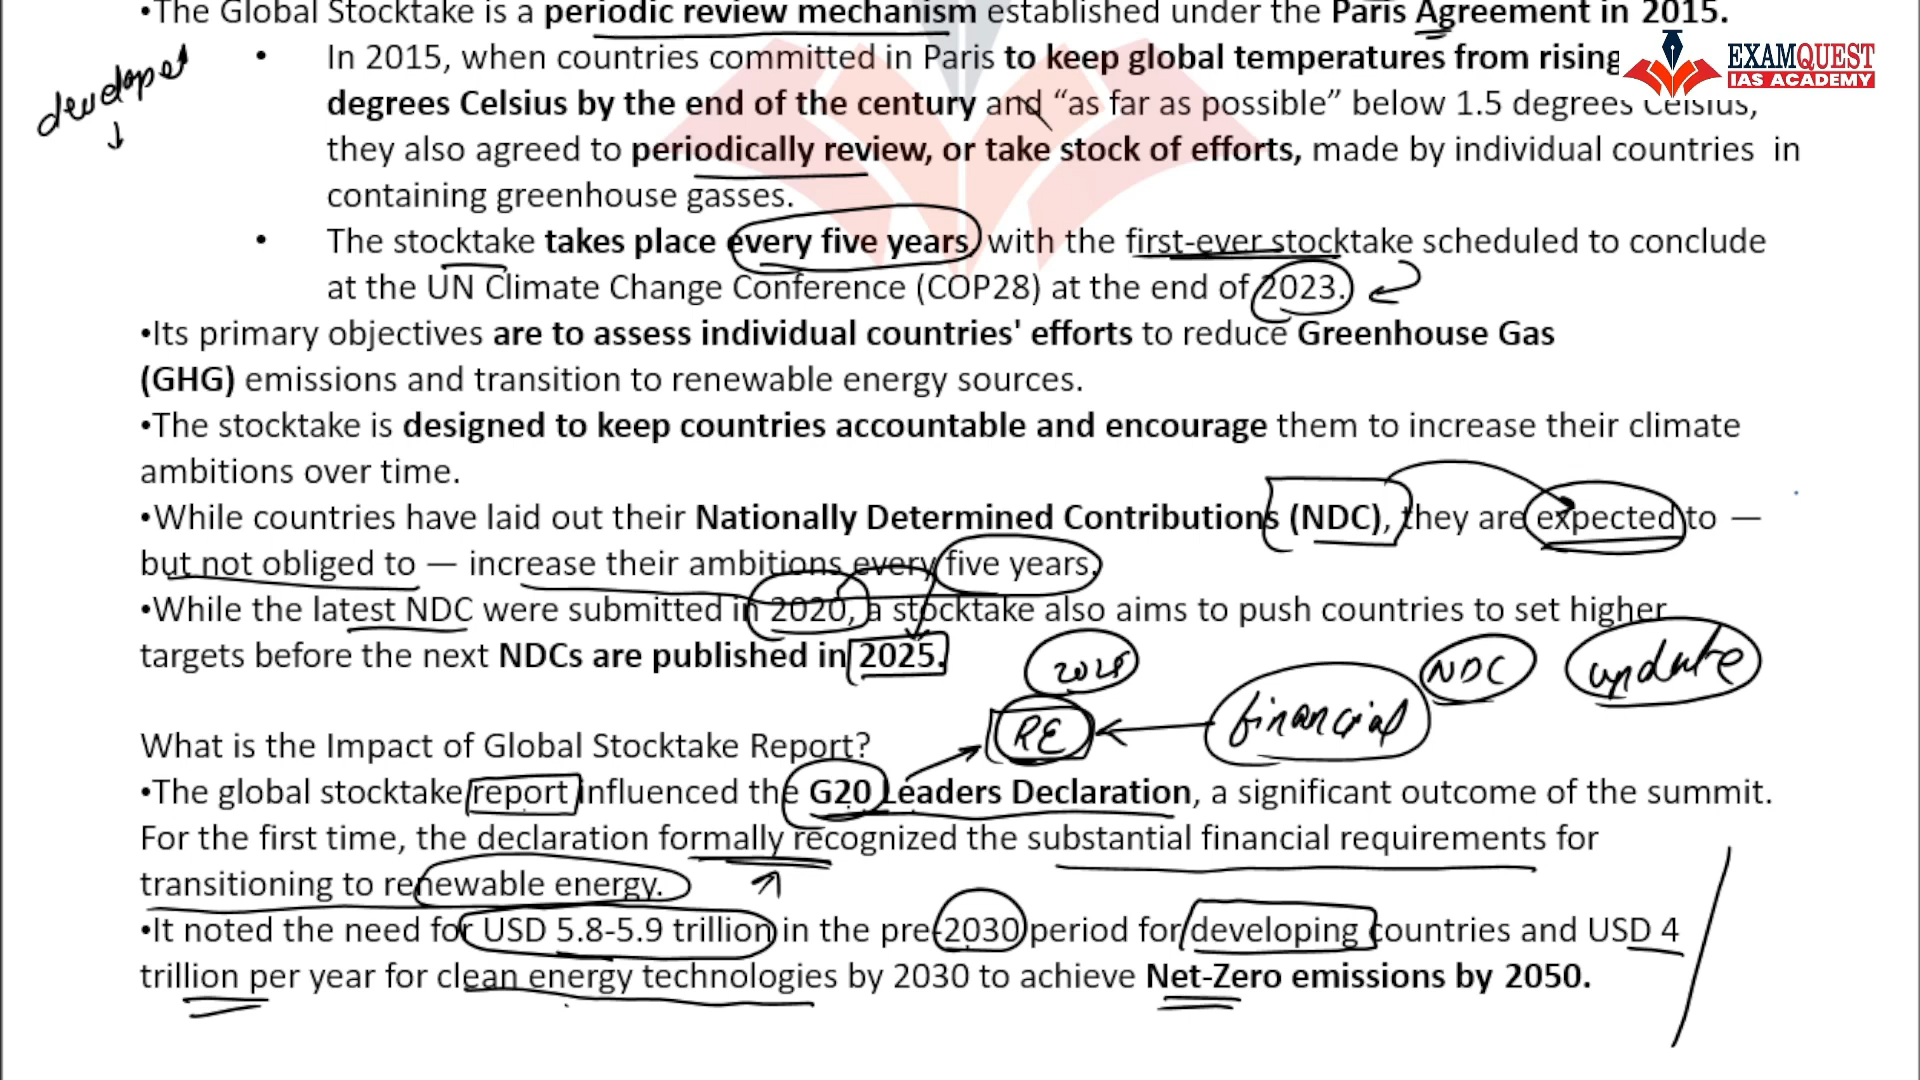 •The Global Stocktake is a periodic review mechanism established under the Paris Agreement in 2015.
• In 2015, when countries committed in Paris to keep global temperatures from rising
degrees Celsius by the end of the century and “as far as possible” below 1.5 degrees Celsius,
they also agreed to periodically review, or take stock of efforts, made by individual countries in
containing greenhouse gasses.
• The stocktake takes place every five years with the first-ever stocktake scheduled to conclude
at the UN Climate Change Conference (COP28) at the end of 2023.
•Its primary objectives are to assess individual countries' efforts to reduce Greenhouse Gas
(GHG) emissions and transition to renewable energy sources.
•The stocktake is designed to keep countries accountable and encourage them to increase their climate
ambitions over time.
•While countries have laid out their Nationally Determined Contributions (NDC), they are expected to —
but not obliged to — increase their ambitions every five years.
•While the latest NDC were submitted in 2020, a stocktake also aims to push countries to set higher
targets before the next NDCs are published in 2025.
NDC update
RE financial
What is the Impact of Global Stocktake Report?
•The global stocktake report influenced the G20 Leaders Declaration, a significant outcome of the summit.
For the first time, the declaration formally recognized the substantial financial requirements for
transitioning to renewable energy.
•It noted the need for USD 5.8-5.9 trillion in the pre-2030 period for developing countries and USD 4
trillion per year for clean energy technologies by 2030 to achieve Net-Zero emissions by 2050.
EXAMQUEST
IAS ACADEMY